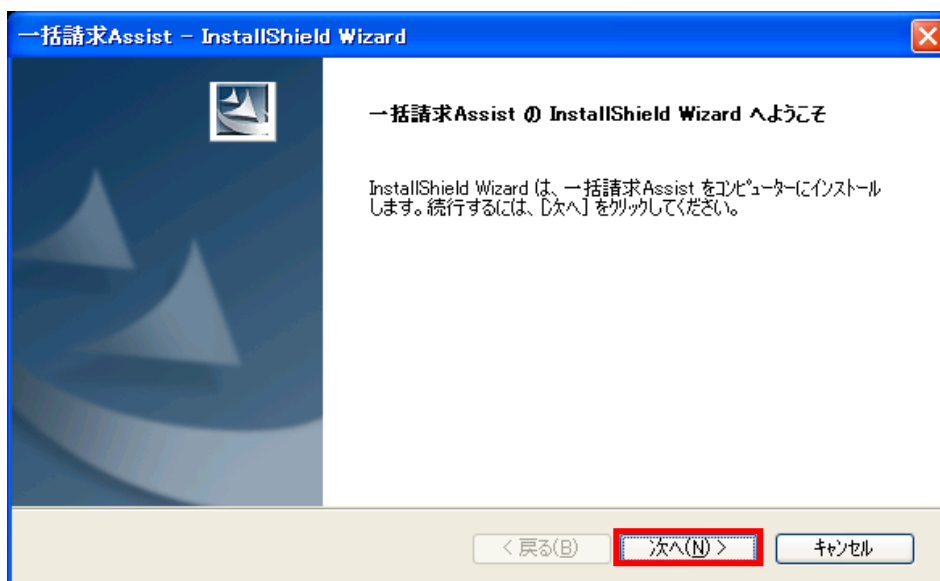 一括請求Assist - InstallShield Wizard
一括請求Assist の InstallShield Wizard へようこそ
InstallShield Wizard は、一括請求Assist をコンピューターにインストール
します。続行するには、[次へ] をクリックしてください。
< 戻る(B) 次へ(N) > キャンセル